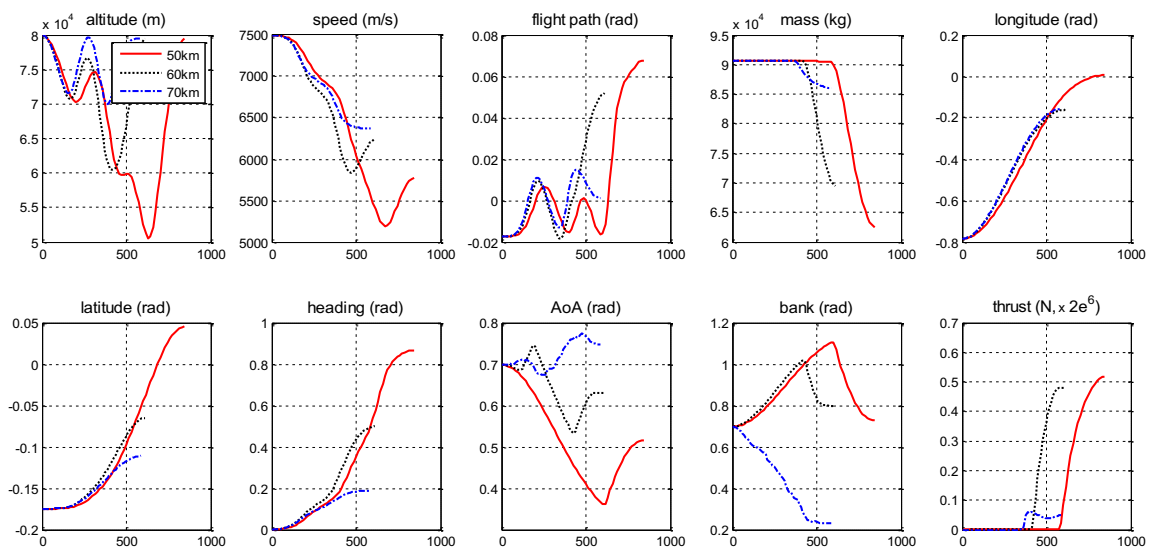 altitude (m)
speed (m/s)
flight path (rad)
mass (kg)
longitude (rad)
x 10^4
8
7.5
7
6.5
6
5.5
5
0 500 1000
50km
60km
70km
7500
7000
6500
6000
5500
5000
0 500 1000
0.08
0.06
0.04
0.02
0
-0.02
0 500 1000
x 10^4
9.5
9
8.5
8
7.5
7
6.5
6
0 500 1000
0.2
0
-0.2
-0.4
-0.6
-0.8
0 500 1000
latitude (rad)
heading (rad)
AoA (rad)
bank (rad)
thrust (N, x 2e^6)
0.05
0
-0.05
-0.1
-0.15
-0.2
0 500 1000
1
0.8
0.6
0.4
0.2
0
0 500 1000
0.8
0.7
0.6
0.5
0.4
0 500 1000
1.2
1
0.8
0.6
0.4
0.2
0 500 1000
0.7
0.6
0.5
0.4
0.3
0.2
0.1
0
0 500 1000